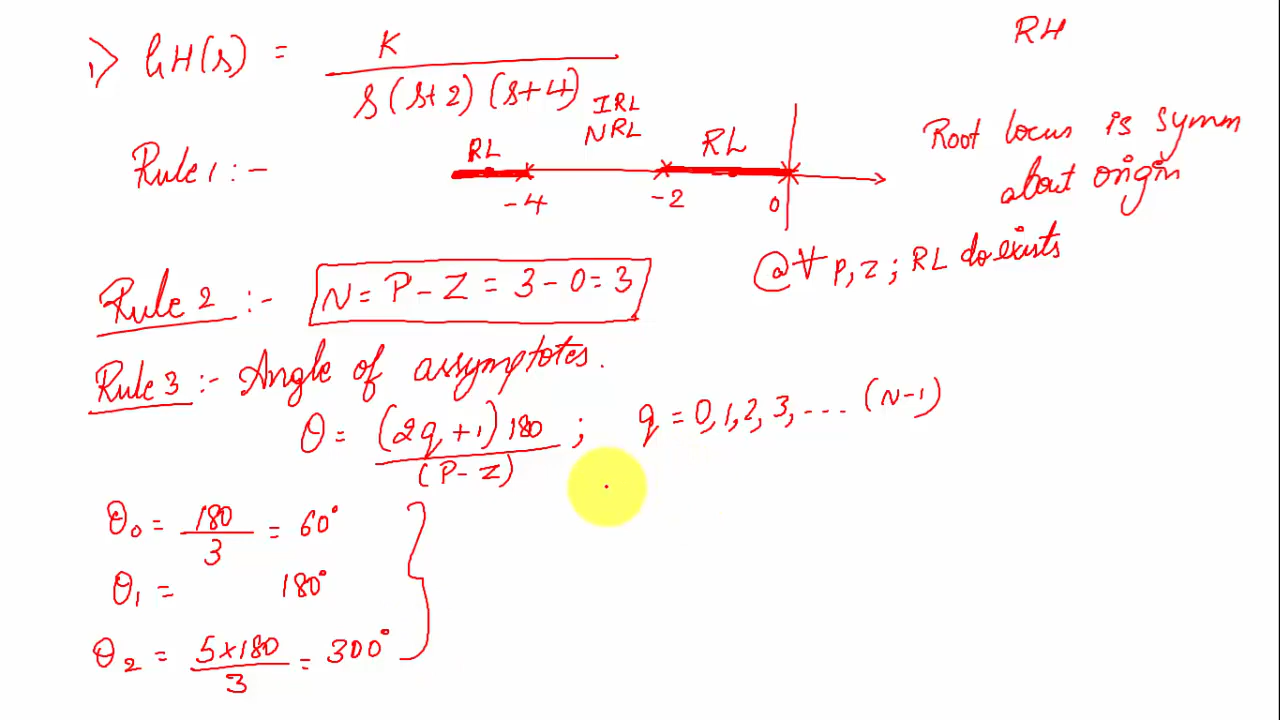 1) GH(s) = K / s(s+2)(s+4)
RH
IRL
NRL
Rule 1 :- RL RL
-4 -2 0
Root locus is symm
about origin
@ ∀ P, Z ; RL do exists
Rule 2 :- N = P - Z = 3 - 0 = 3
Rule 3 :- Angle of assymptotes.
θ = (2q + 1) 180 / (P - Z) ; q = 0, 1, 2, 3, ... (N-1)
θ0 = 180 / 3 = 60°
θ1 = 180°
θ2 = 5×180 / 3 = 300°